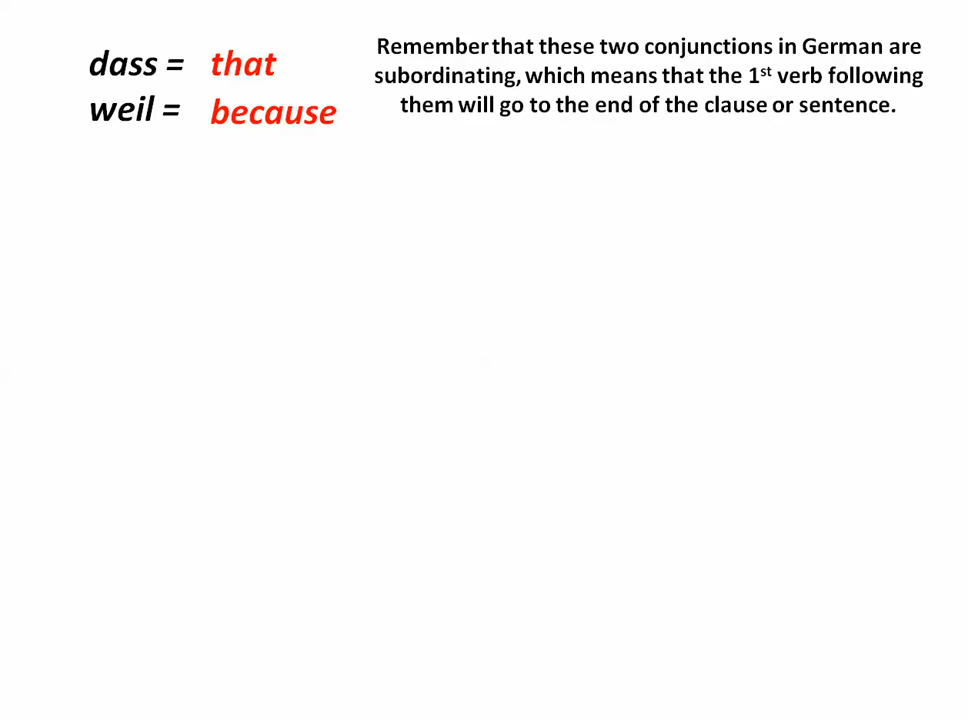 dass = that
weil = because
Remember that these two conjunctions in German are
subordinating, which means that the 1st verb following
them will go to the end of the clause or sentence.